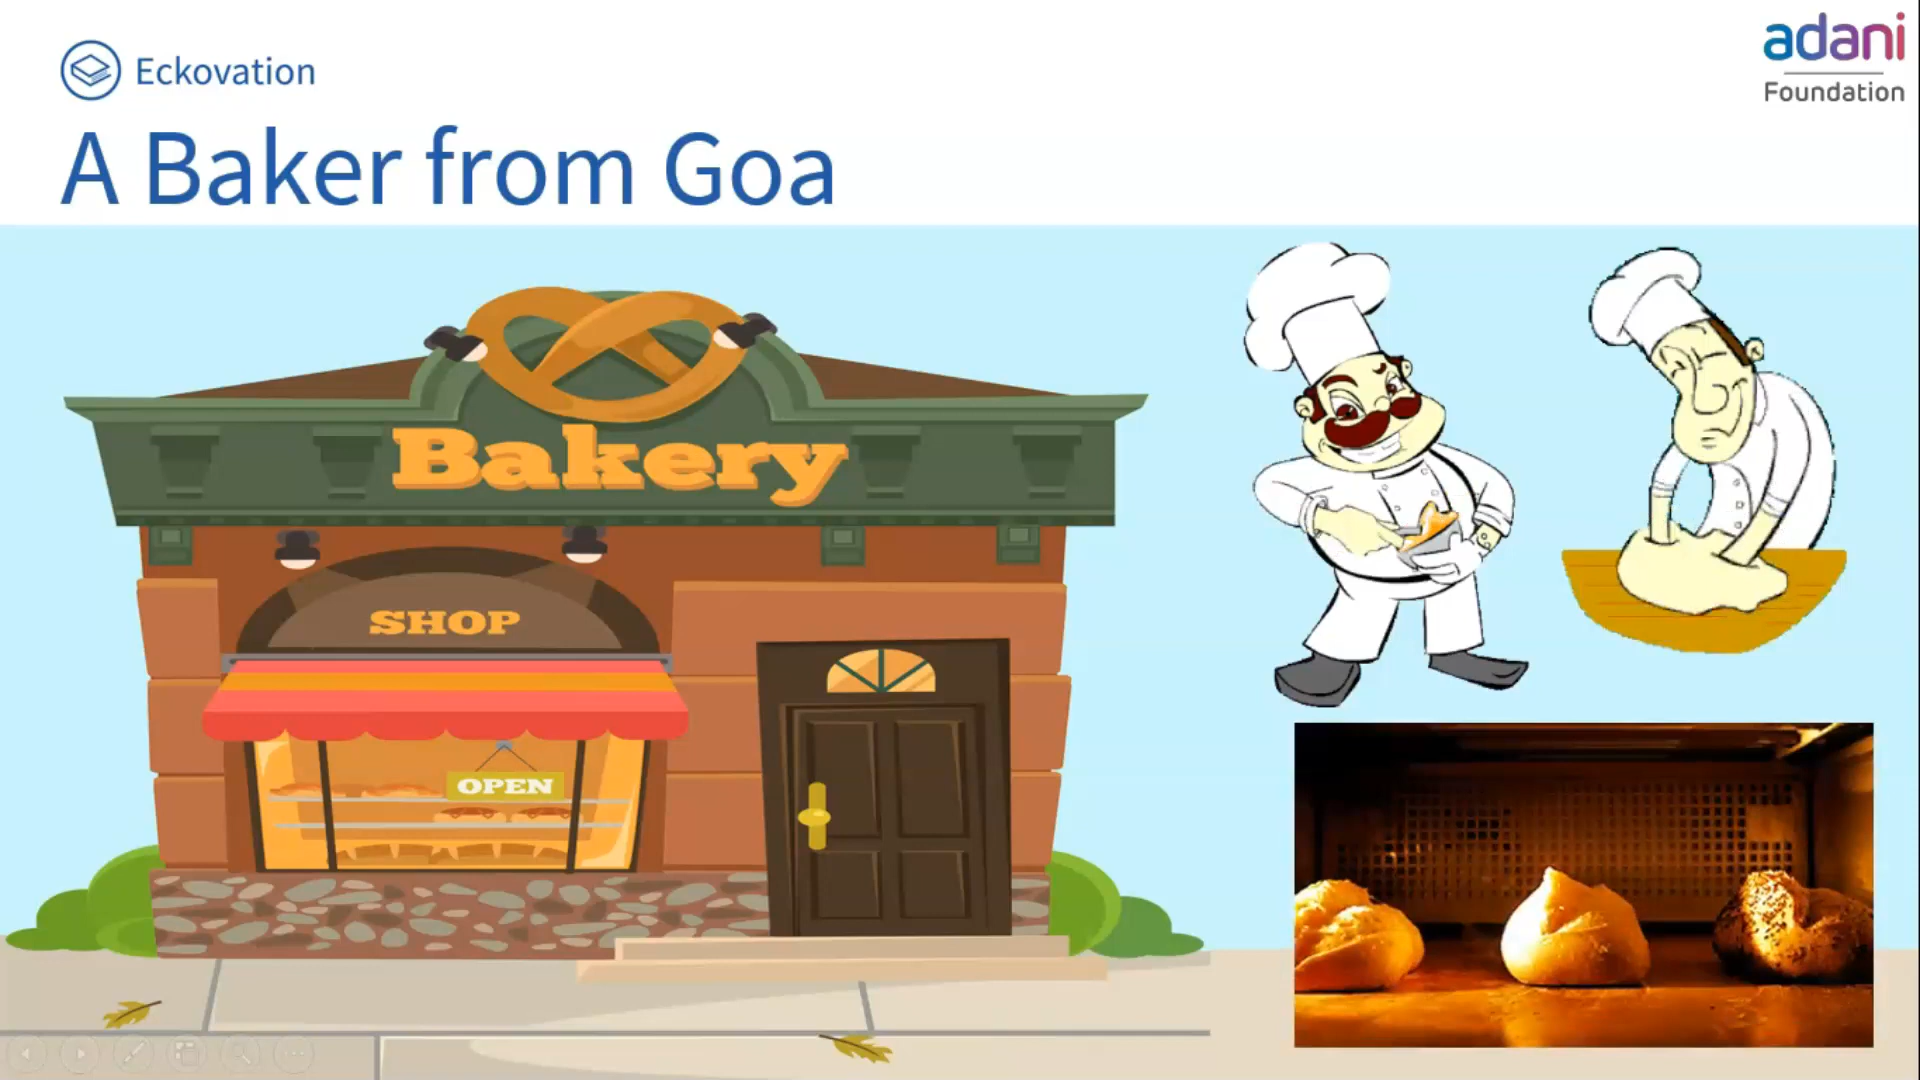 Eckovation
adani
Foundation
A Baker from Goa
Bakery
SHOP
OPEN